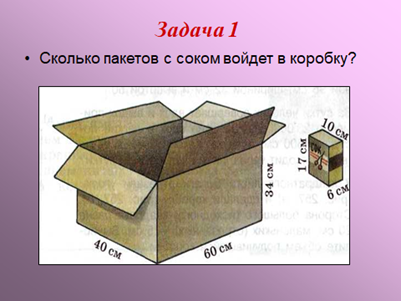 Задача 1
• Сколько пакетов с соком войдет в коробку?
10 см
17 см
6 см
34 см
40 см
60 см